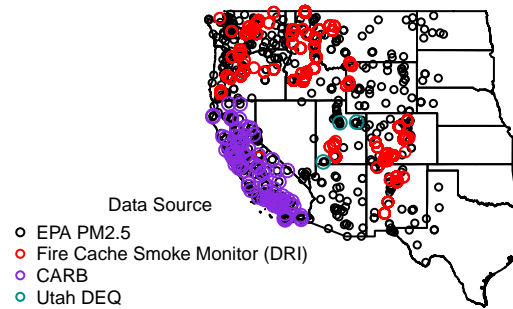 Data Source
EPA PM2.5
Fire Cache Smoke Monitor (DRI)
CARB
Utah DEQ